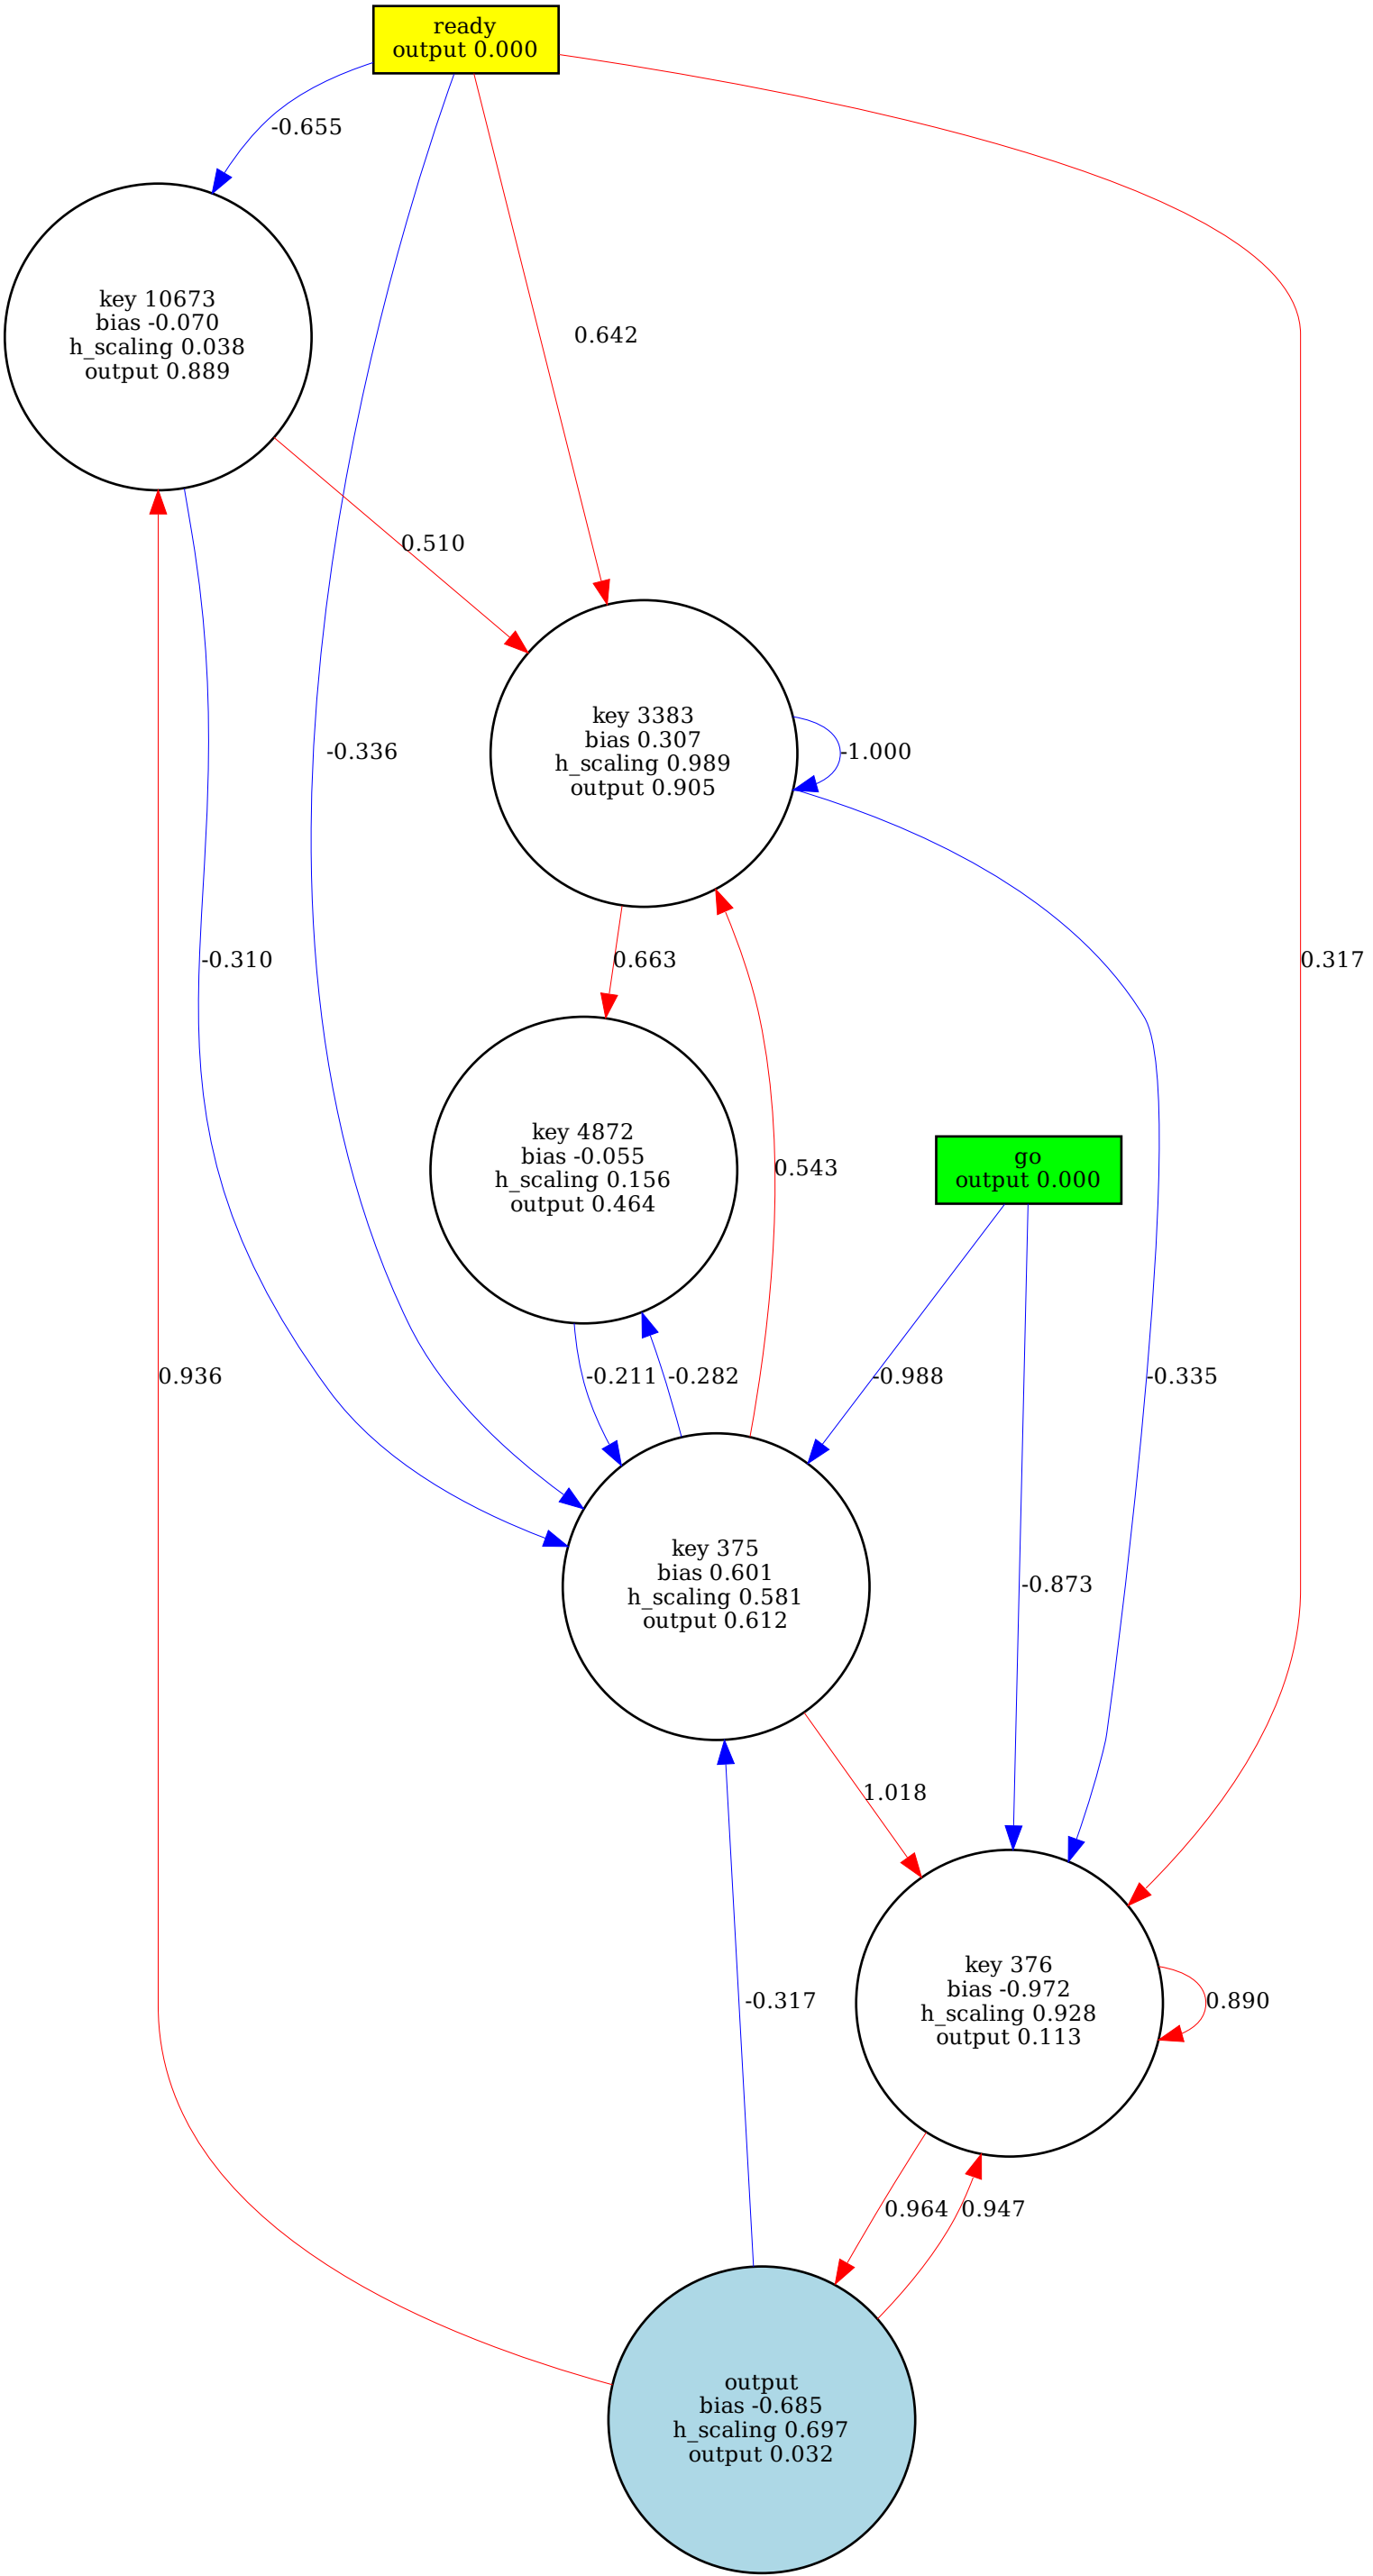 ready
output 0.000
-0.655
key 10673
bias -0.070
h_scaling 0.038
output 0.889
0.642
0.510
key 3383
bias 0.307
h_scaling 0.989
output 0.905
-0.336
-1.000
-0.310
0.663
0.317
key 4872
bias -0.055
h_scaling 0.156
output 0.464
0.543
go
output 0.000
0.936
-0.211
-0.282
-0.988
-0.335
key 375
bias 0.601
h_scaling 0.581
output 0.612
-0.873
1.018
key 376
bias -0.972
h_scaling 0.928
output 0.113
-0.317
0.890
0.964
0.947
output
bias -0.685
h_scaling 0.697
output 0.032